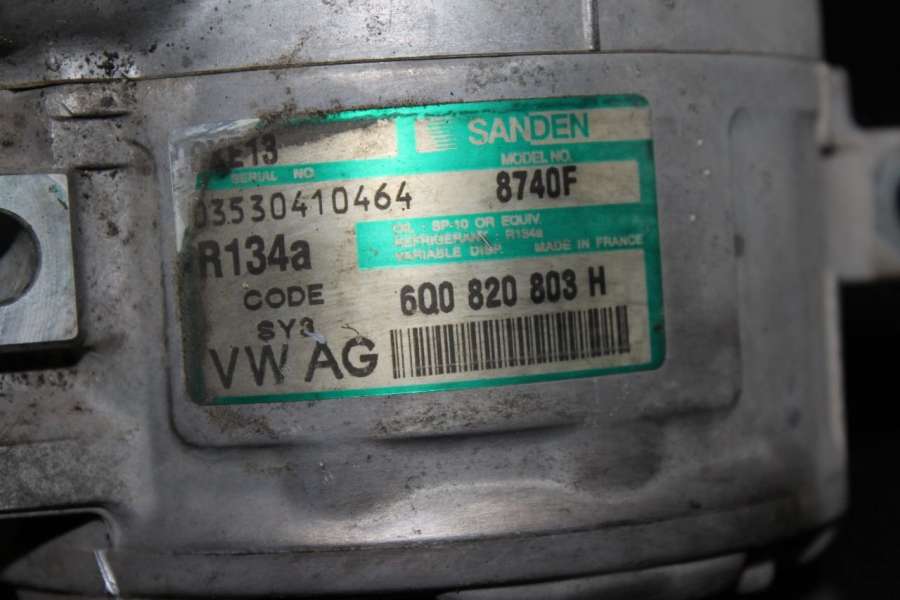 SANDEN
SERIAL NO. MODEL NO.
03530410464 8740F
OIL : SP-10 OR EQUIV.
REFRIGERANT : R134a
VARIABLE DISP. MADE IN FRANCE
R134a
CODE 6Q0 820 803 H
SY3
VW AG